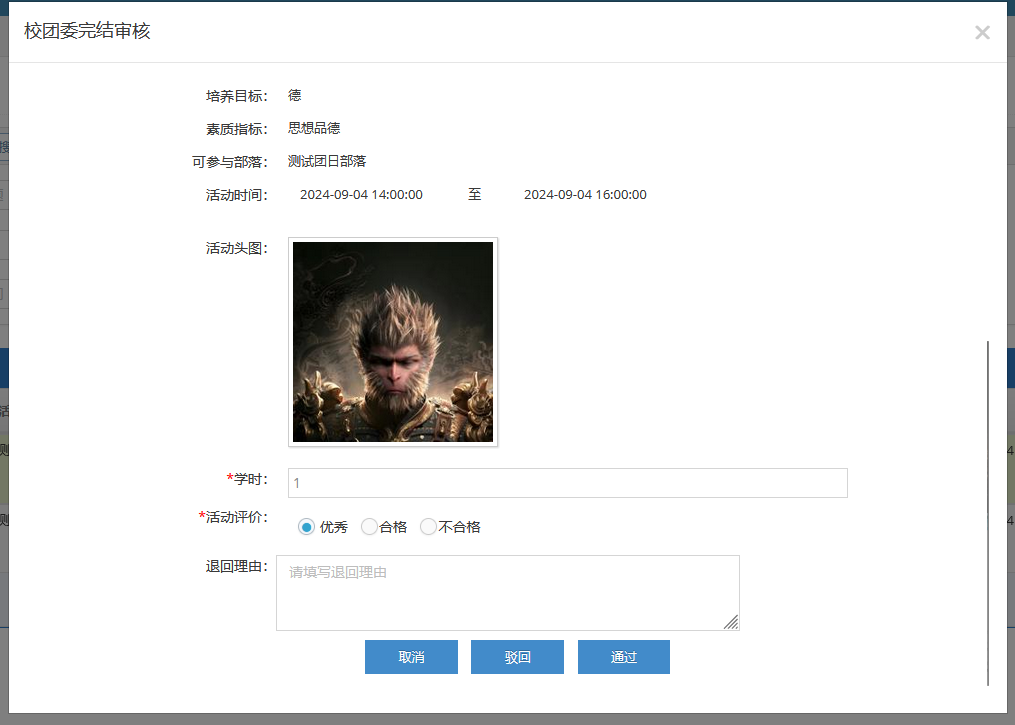 校团委完结审核
培养目标： 德
素质指标： 思想品德
可参与部落： 测试团日部落
活动时间： 2024-09-04 14:00:00 至 2024-09-04 16:00:00
活动头图：
*学时： 1
*活动评价： 优秀 合格 不合格
退回理由： 请填写退回理由
取消 驳回 通过